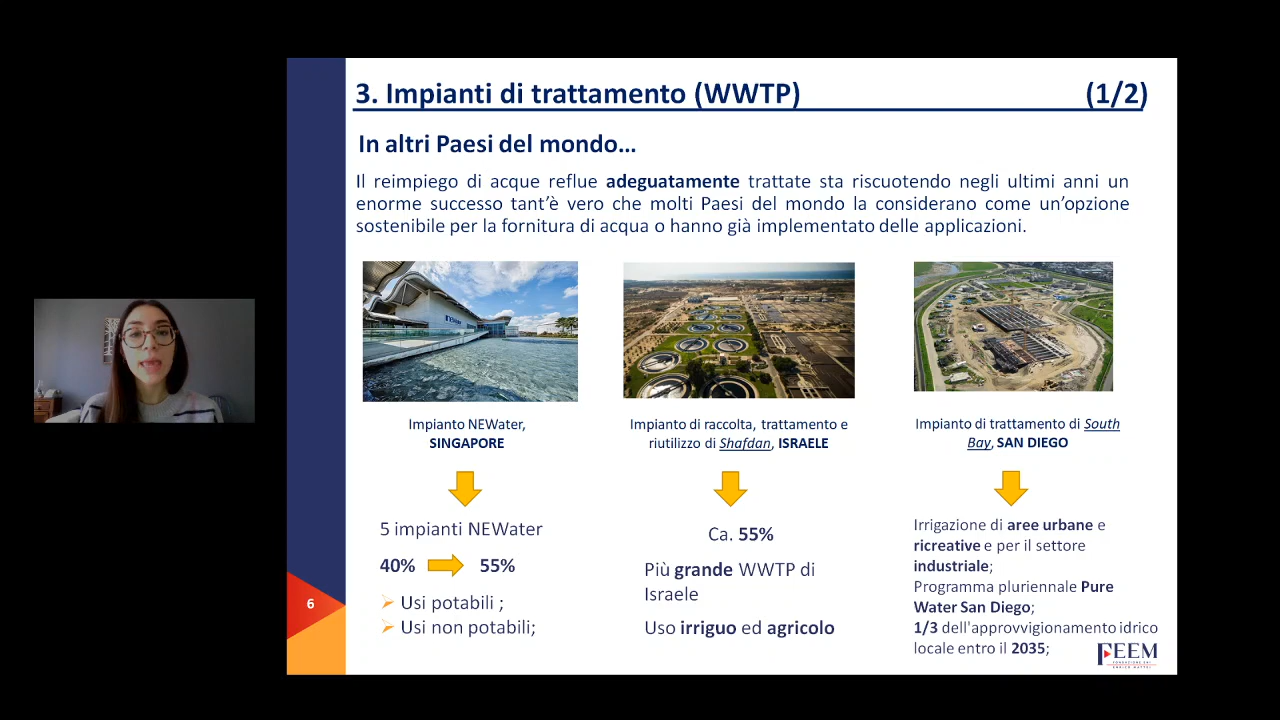 3. Impianti di trattamento (WWTP) (1/2)
In altri Paesi del mondo…
Il reimpiego di acque reflue adeguatamente trattate sta riscuotendo negli ultimi anni un
enorme successo tant'è vero che molti Paesi del mondo la considerano come un'opzione
sostenibile per la fornitura di acqua o hanno già implementato delle applicazioni.
Impianto NEWater,
SINGAPORE
5 impianti NEWater
40% 55%
Usi potabili ;
Usi non potabili;
Impianto di raccolta, trattamento e
riutilizzo di Shafdan, ISRAELE
Ca. 55%
Più grande WWTP di
Israele
Uso irriguo ed agricolo
Impianto di trattamento di South
Bay, SAN DIEGO
Irrigazione di aree urbane e
ricreative e per il settore
industriale;
Programma pluriennale Pure
Water San Diego;
1/3 dell'approvvigionamento idrico
locale entro il 2035;
6
FEEM
FONDAZIONE ENI
ENRICO MATTEI